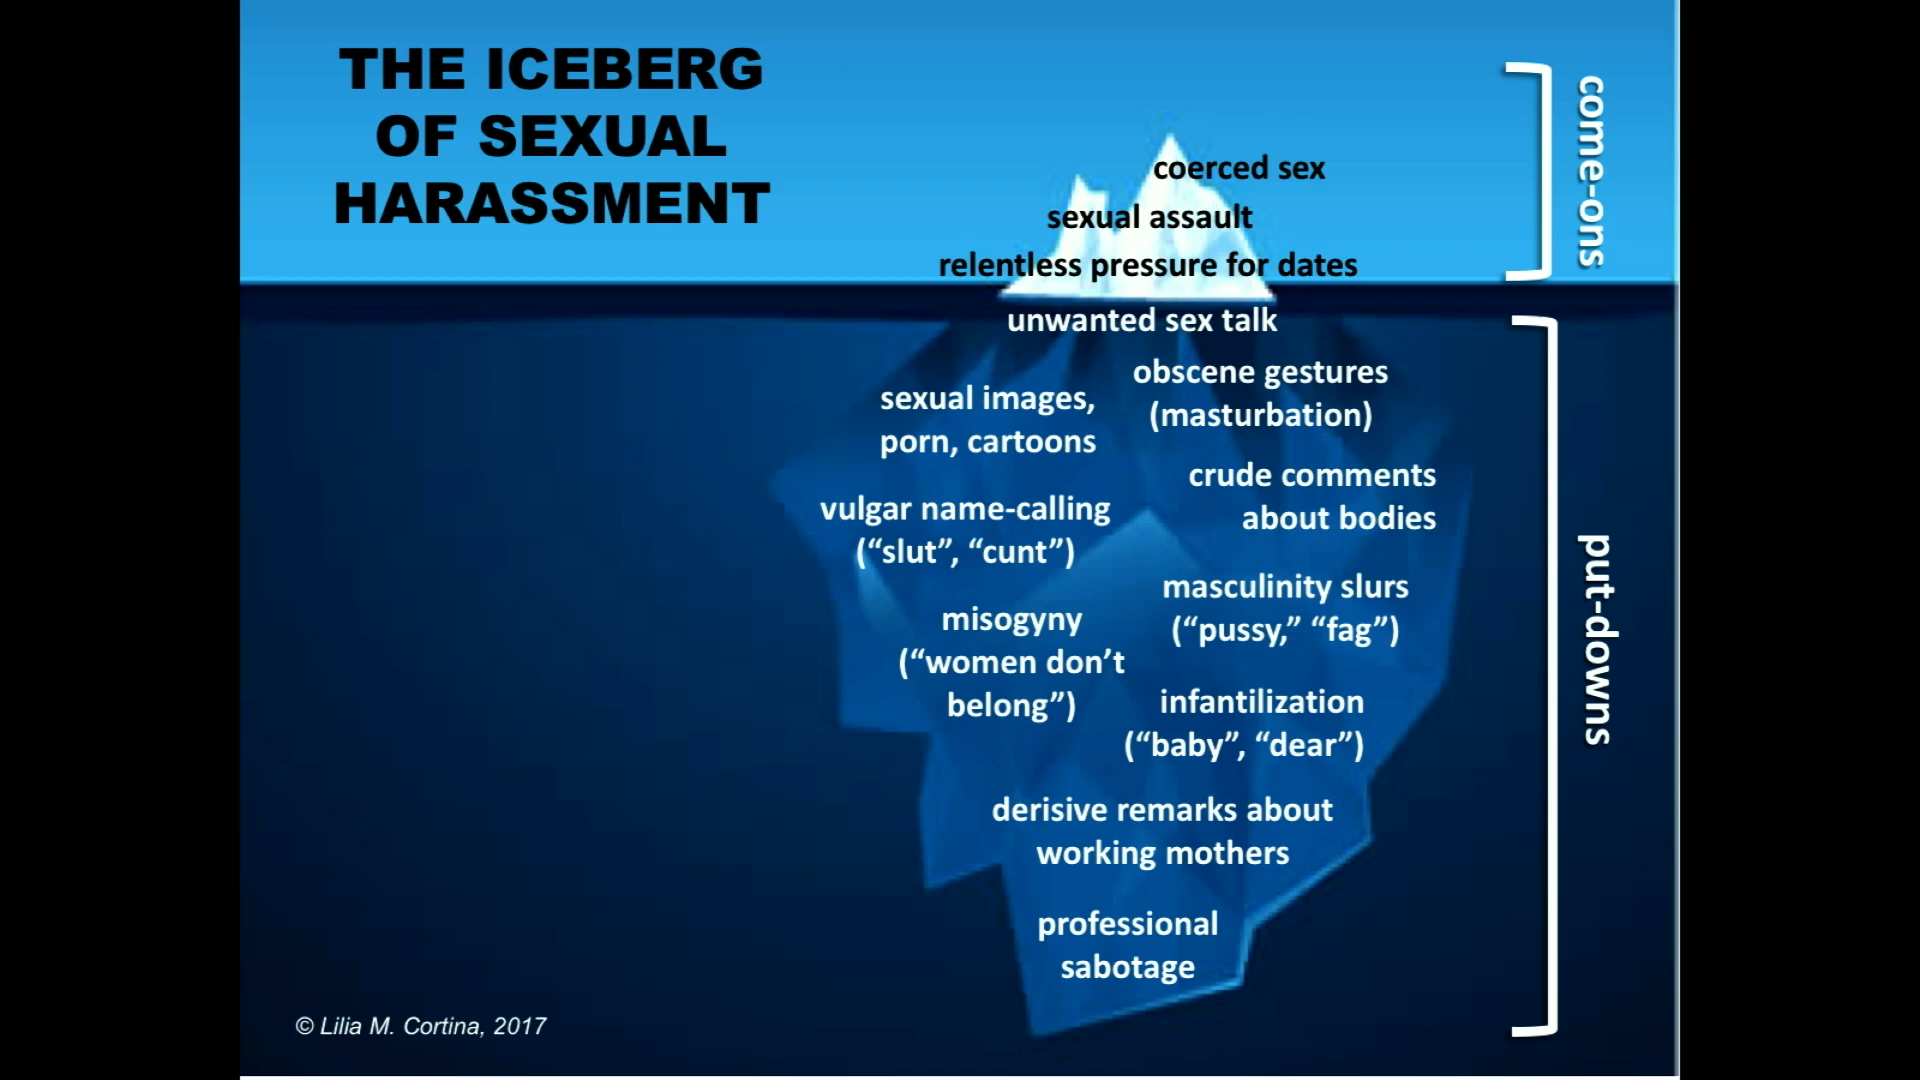 THE ICEBERG
OF SEXUAL
HARASSMENT
come-ons
coerced sex
sexual assault
relentless pressure for dates
unwanted sex talk
obscene gestures
(masturbation)
sexual images,
porn, cartoons
crude comments
about bodies
vulgar name-calling
(“slut”, “cunt”)
masculinity slurs
(“pussy,” “fag”)
misogyny
(“women don’t
belong”)
infantilization
(“baby”, “dear”)
derisive remarks about
working mothers
professional
sabotage
put-downs
© Lilia M. Cortina, 2017